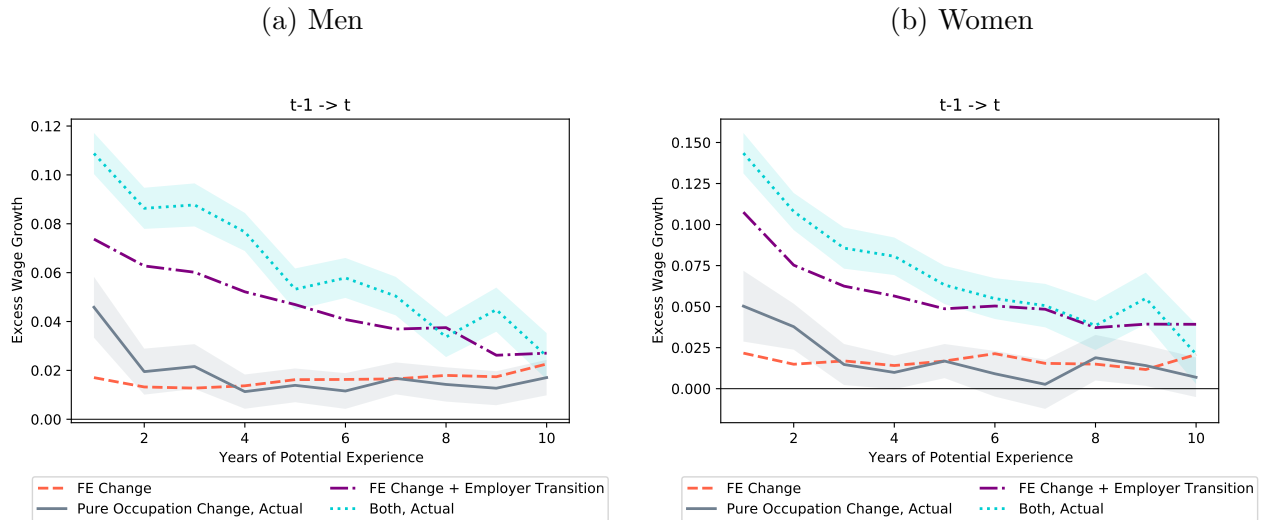 (a) Men
t-1 -> t
Excess Wage Growth
0.12
0.10
0.08
0.06
0.04
0.02
0.00
2 4 6 8 10
Years of Potential Experience
FE Change
Pure Occupation Change, Actual
FE Change + Employer Transition
Both, Actual
(b) Women
t-1 -> t
Excess Wage Growth
0.150
0.125
0.100
0.075
0.050
0.025
0.000
2 4 6 8 10
Years of Potential Experience
FE Change
Pure Occupation Change, Actual
FE Change + Employer Transition
Both, Actual